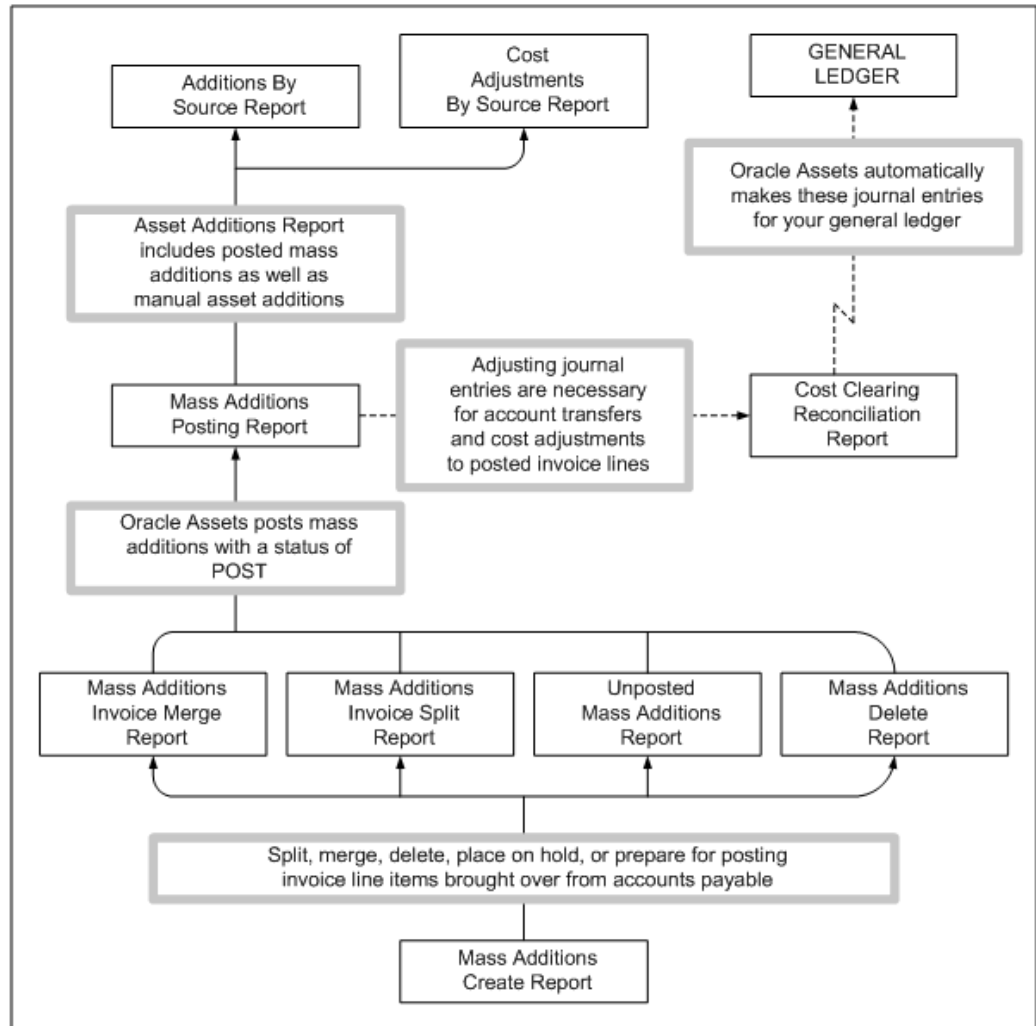 Additions By
Source Report
Cost
Adjustments
By Source Report
GENERAL
LEDGER
Oracle Assets automatically
makes these journal entries
for your general ledger
Asset Additions Report
includes posted mass
additions as well as
manual asset additions
Mass Additions
Posting Report
Adjusting journal
entries are necessary
for account transfers
and cost adjustments
to posted invoice lines
Cost Clearing
Reconciliation
Report
Oracle Assets posts mass
additions with a status of
POST
Mass Additions
Invoice Merge
Report
Mass Additions
Invoice Split
Report
Unposted
Mass Additions
Report
Mass Additions
Delete
Report
Split, merge, delete, place on hold, or prepare for posting
invoice line items brought over from accounts payable
Mass Additions
Create Report